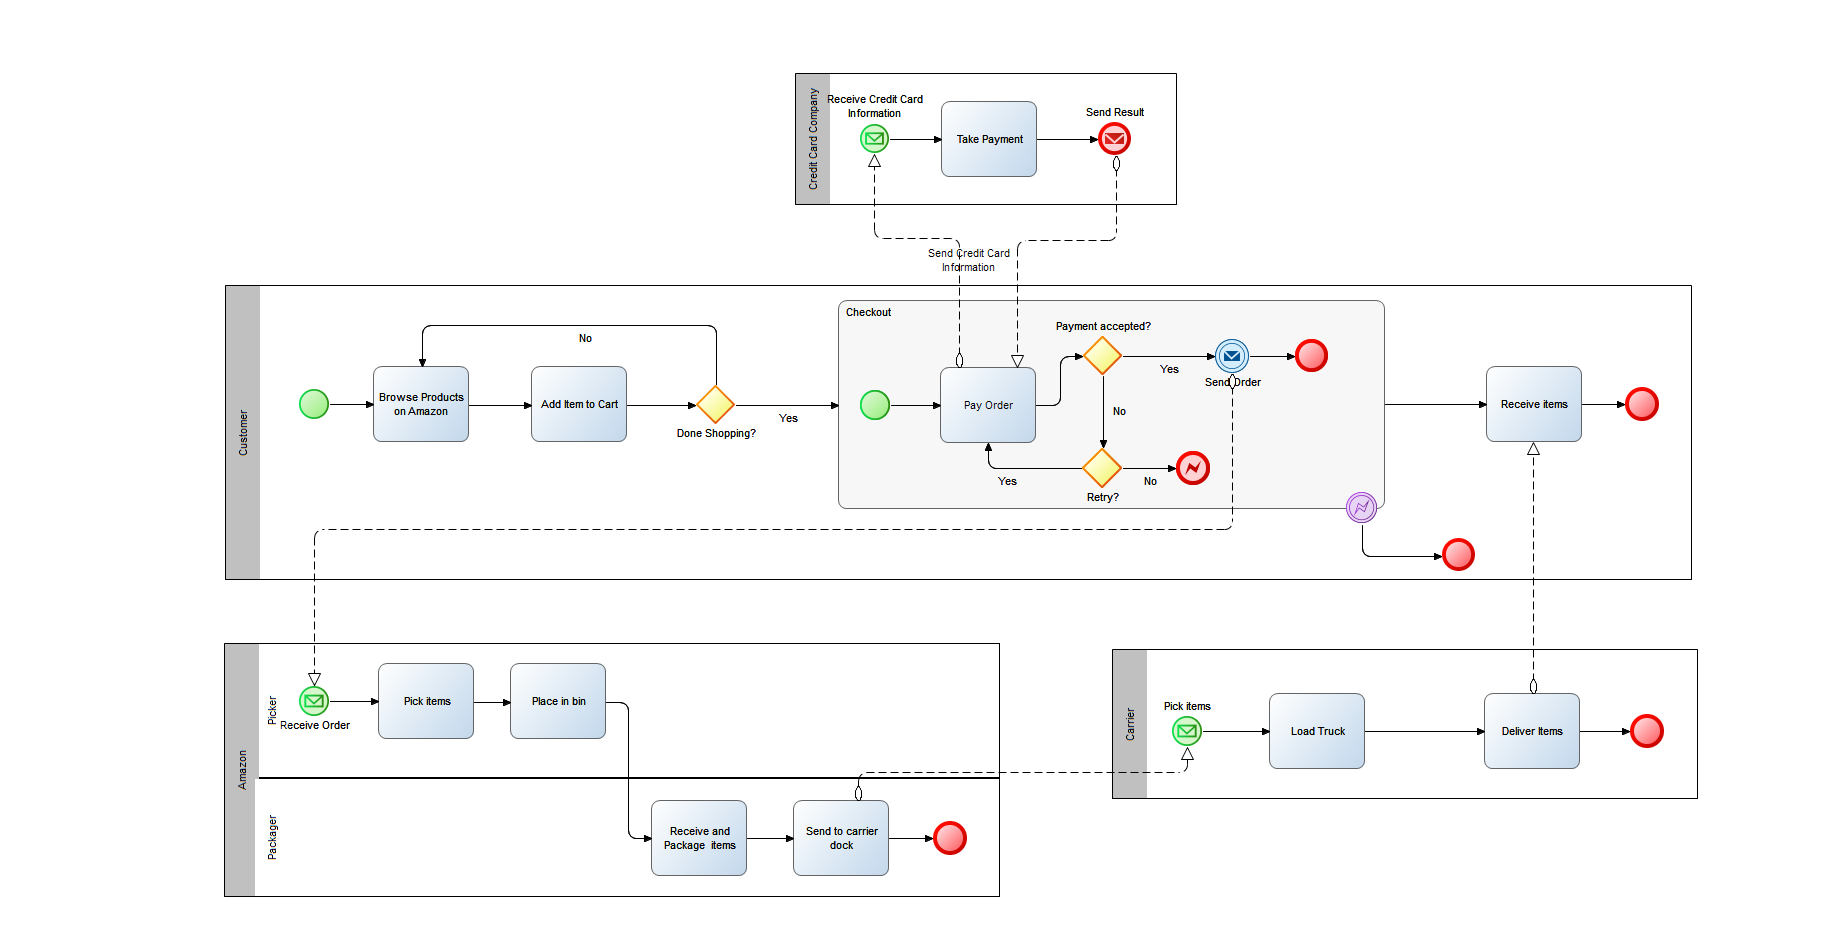 Credit Card Company
Receive Credit Card
Information
Take Payment
Send Result
Send Credit Card
Information
Customer
No
Browse Products
on Amazon
Add Item to Cart
Done Shopping?
Yes
Checkout
Pay Order
Payment accepted?
Yes
Send Order
No
Yes
Retry?
No
Receive items
Amazon
Picker
Receive Order
Pick items
Place in bin
Packager
Receive and
Package items
Send to carrier
dock
Carrier
Pick items
Load Truck
Deliver Items